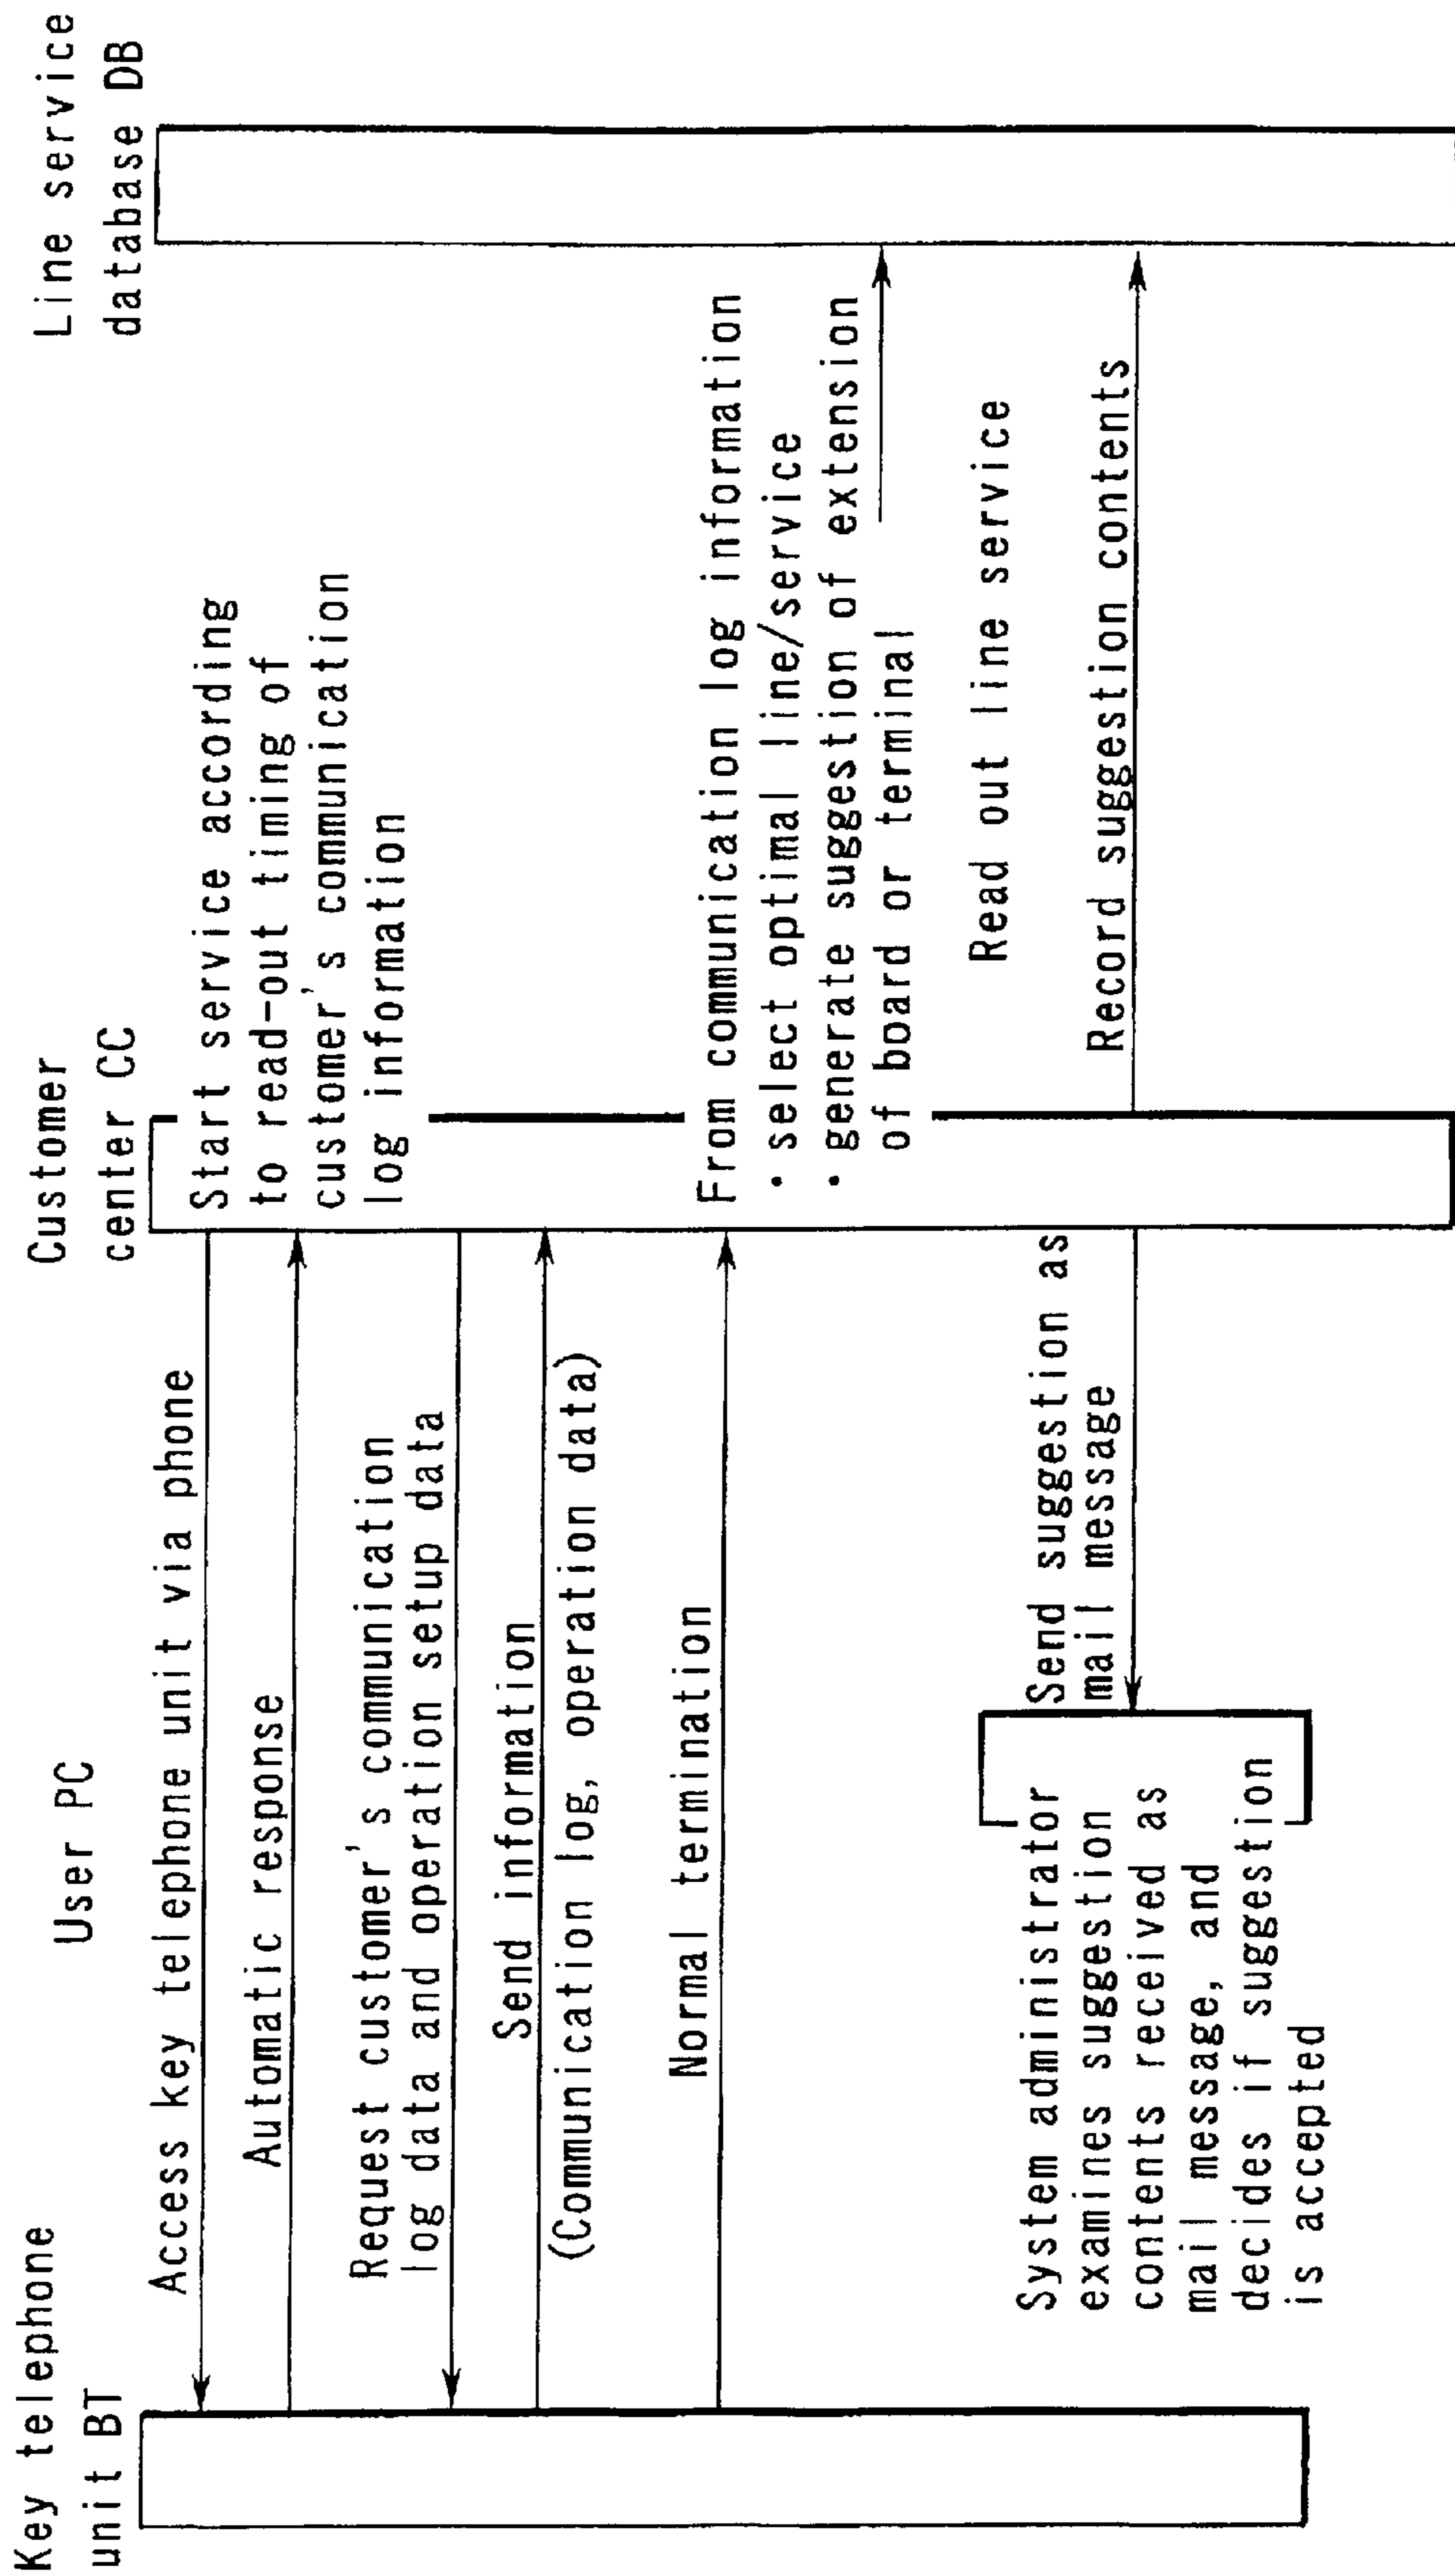 Key telephone
unit BT
User PC
Customer
center CC
Line service
database DB
Access key telephone unit via phone
Start service according
to read-out timing of
customer's communication
log information
Automatic response
Request customer's communication
log data and operation setup data
Send information
(Communication log, operation data)
Normal termination
From communication log information
· select optimal line/service
· generate suggestion of extension
of board or terminal
Read out line service
System administrator
examines suggestion
contents received as
mail message, and
decides if suggestion
is accepted
Send suggestion as
mail message
Record suggestion contents